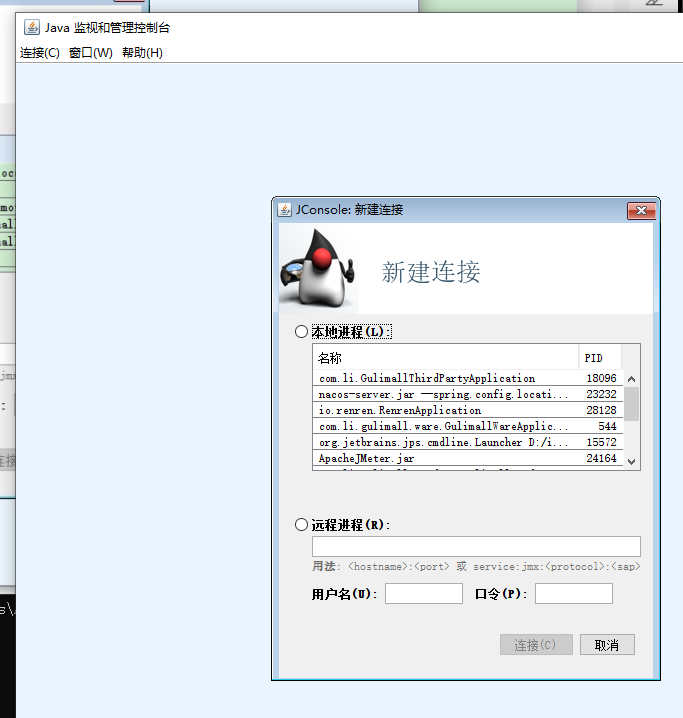 Java 监视和管理控制台
连接(C) 窗口(W) 帮助(H)
JConsole: 新建连接
新建连接
本地进程(L):
名称 PID
com.li.GulimallThirdPartyApplication 18096
nacos-server.jar --spring.config.locati... 23232
io.renren.RenrenApplication 28128
com.li.gulimall.ware.GulimallWareApplic... 544
org.jetbrains.jps.cmdline.Launcher D:/i... 15572
ApacheJMeter.jar 24164
远程进程(R):
用法: <hostname>:<port> 或 service:jmx:<protocol>:<sap>
用户名(U): 口令(P):
连接(C) 取消